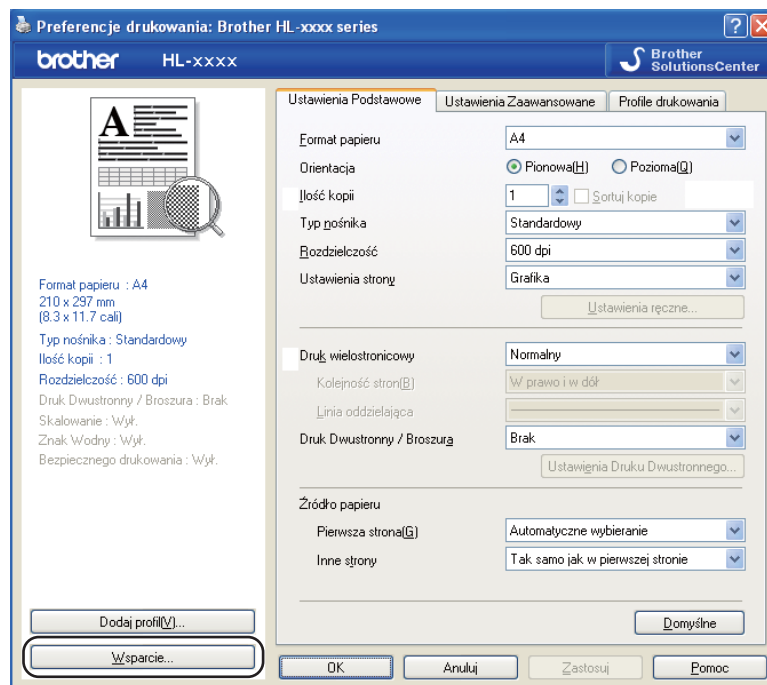 Preferencje drukowania: Brother HL-xxxx series
brother HL-xxxx
Brother
SolutionsCenter
A
Format papieru : A4
210 x 297 mm
(8.3 x 11.7 cali)
Typ nośnika : Standardowy
Ilość kopii : 1
Rozdzielczość : 600 dpi
Druk Dwustronny / Broszura : Brak
Skalowanie : Wył.
Znak Wodny : Wył.
Bezpiecznego drukowania : Wył.
Dodaj profil(V)...
Wsparcie...
Ustawienia Podstawowe Ustawienia Zaawansowane Profile drukowania
Format papieru A4
Orientacja Pionowa(H) Pozioma(Q)
Ilość kopii 1 Sortuj kopie
Typ nośnika Standardowy
Rozdzielczość 600 dpi
Ustawienia strony Grafika
Ustawienia ręczne...
Druk wielostronicowy Normalny
Kolejność stron(B) W prawo i w dół
Linia oddzielająca
Druk Dwustronny / Broszura Brak
Ustawienia Druku Dwustronnego...
Źródło papieru
Pierwsza strona(G) Automatyczne wybieranie
Inne strony Tak samo jak w pierwszej stronie
Domyślne
OK Anuluj Zastosuj Pomoc